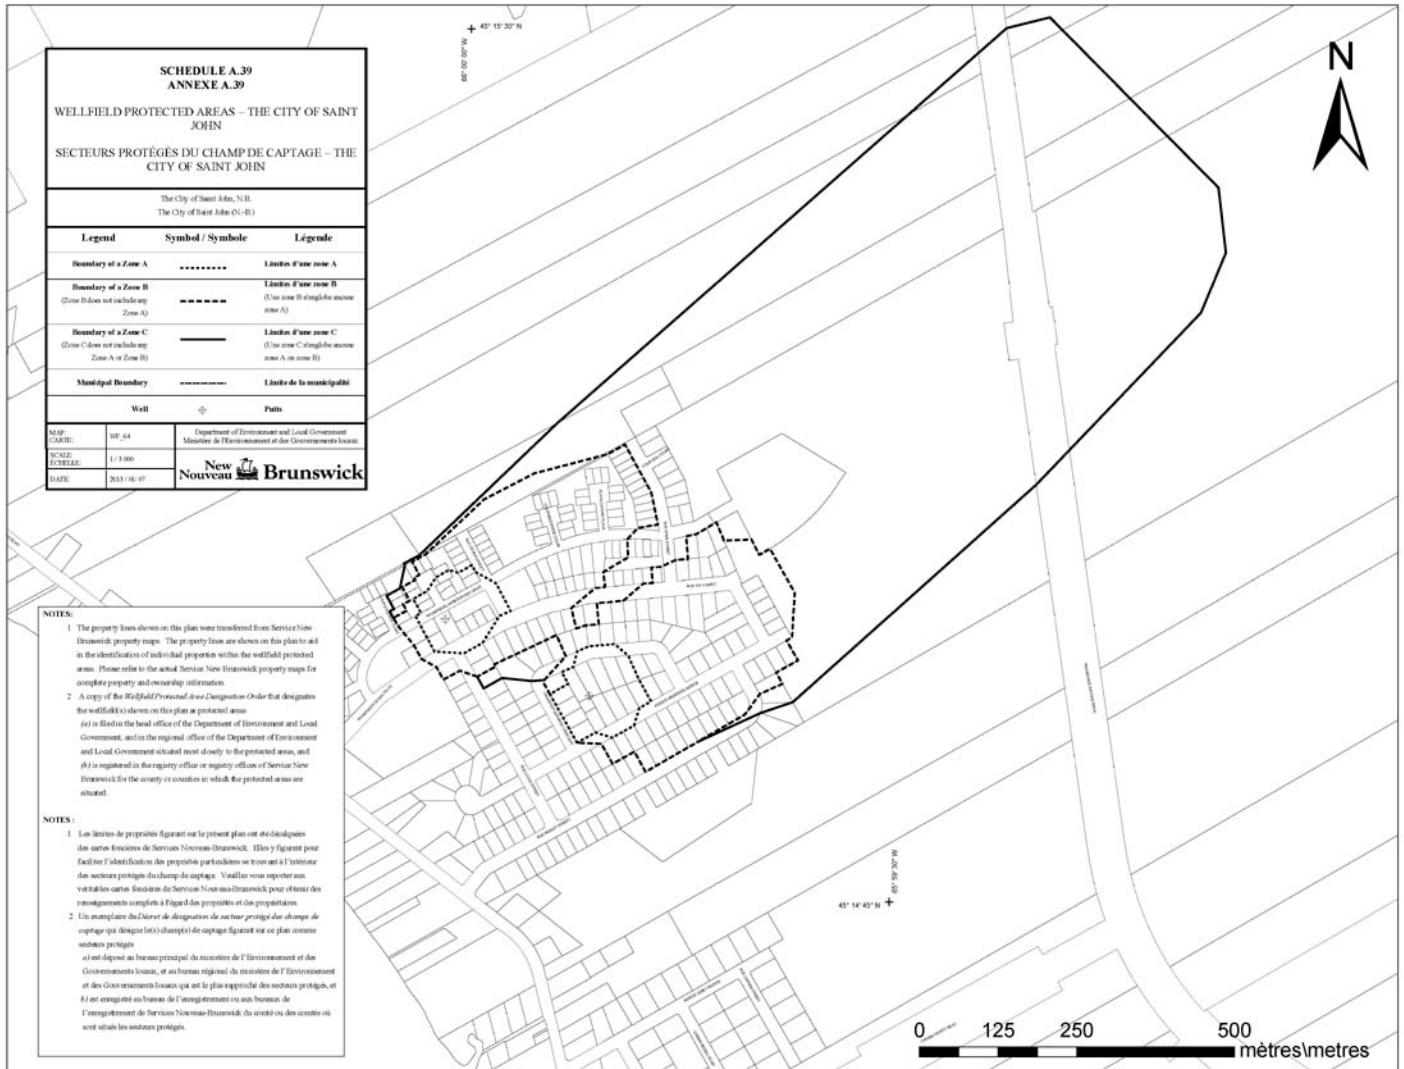 45° 15' 30" N
66° 00' 00" W
N
SCHEDULE A.39
ANNEXE A.39
WELLFIELD PROTECTED AREAS – THE CITY OF SAINT
JOHN
SECTEURS PROTÉGÉS DU CHAMP DE CAPTAGE – THE
CITY OF SAINT JOHN
The City of Saint John, N.B.
The City of Saint John (N.-B.)
Legend Symbol / Symbole Légende
Boundary of a Zone A Limites d'une zone A
Boundary of a Zone B Limites d'une zone B
(Zone B does not include any (Une zone B n'englobe aucune
Zone A) zone A)
Boundary of a Zone C Limites d'une zone C
(Zone C does not include any (Une zone C n'englobe aucune
Zone A or Zone B) zone A ou zone B)
Municipal Boundary Limite de la municipalité
Well Puits
MAP: Department of Environment and Local Government
CARTE: WF_64 Ministère de l'Environnement et des Gouvernements locaux
SCALE
ÉCHELLE: 1 / 3 000
New Nouveau Brunswick
DATE 2013 / 01 / 07
NOTES:
1 The property lines shown on this plan were transferred from Service New
Brunswick property maps. The property lines are shown on this plan to aid
in the identification of individual properties within the wellfield protected
areas. Please refer to the actual Service New Brunswick property maps for
complete property and ownership information.
2 A copy of the Wellfield Protected Area Designation Order that designates
the wellfield(s) shown on this plan as protected areas
(a) is filed in the head office of the Department of Environment and Local
Government, and in the regional office of the Department of Environment
and Local Government situated most closely to the protected areas, and
(b) is registered in the registry office or registry offices of Service New
Brunswick for the county or counties in which the protected areas are
situated.
NOTES :
1 Les limites de propriétés figurant sur le présent plan ont été décalquées
des cartes foncières de Services Nouveau-Brunswick. Elles y figurent pour
faciliter l'identification des propriétés particulières se trouvant à l'intérieur
des secteurs protégés du champ de captage. Veuillez vous reporter aux
véritables cartes foncières de Services Nouveau-Brunswick pour obtenir des
renseignements complets à l'égard des propriétés et des propriétaires.
2 Un exemplaire du Décret de désignation du secteur protégé des champs de
captage qui désigne le(s) champ(s) de captage figurant sur ce plan comme
secteurs protégés
a) est déposé au bureau principal du ministère de l'Environnement et des
Gouvernements locaux, et au bureau régional du ministère de l'Environnement
et des Gouvernements locaux qui est le plus rapproché des secteurs protégés, et
b) est enregistré au bureau de l'enregistrement ou aux bureaux de
l'enregistrement de Services Nouveau-Brunswick du comté ou des comtés où
sont situés les secteurs protégés.
65° 59' 30" W
45° 14' 45" N
0 125 250 500
mètres\metres